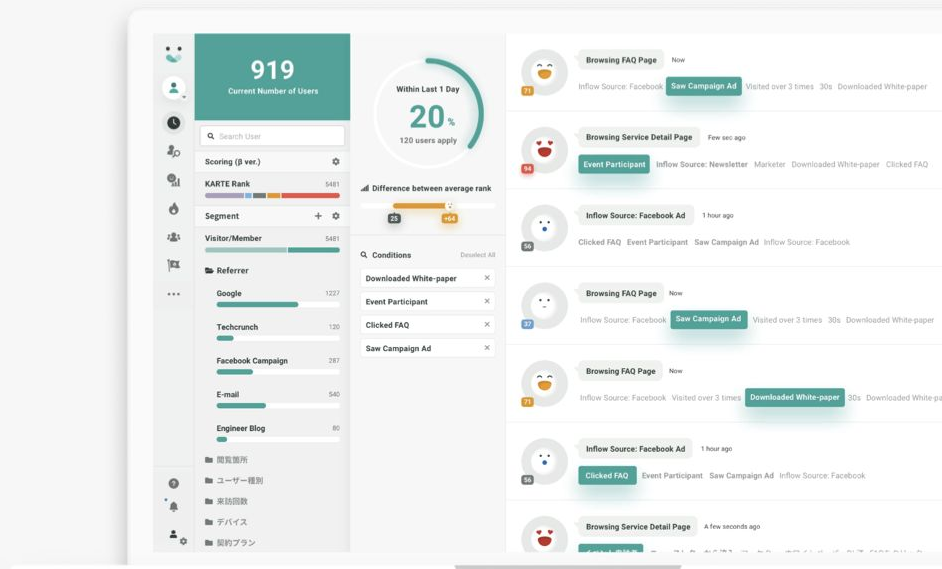 919
Current Number of Users
Search User
Scoring (β ver.)
KARTE Rank 5481
Segment
Visitor/Member 5481
Referrer
Google 1227
Techcrunch 120
Facebook Campaign 287
E-mail 540
Engineer Blog 80
閲覧箇所
ユーザー種別
来訪回数
デバイス
契約プラン
Within Last 1 Day
20 %
120 users apply
Difference between average rank
25 +64
Conditions Deselect All
Downloaded White-paper
Event Participant
Clicked FAQ
Saw Campaign Ad
Browsing FAQ Page Now
71 Inflow Source: Facebook Saw Campaign Ad Visited over 3 times 30s Downloaded White-paper
Browsing Service Detail Page Few sec ago
94 Event Participant Inflow Source: Newsletter Marketer Downloaded White-paper Clicked FAQ
Inflow Source: Facebook Ad 1 hour ago
56 Clicked FAQ Event Participant Saw Campaign Ad Inflow Source: Facebook
Browsing FAQ Page Now
37 Inflow Source: Facebook Saw Campaign Ad Visited over 3 times 30s Downloaded White-paper
Browsing FAQ Page Now
71 Inflow Source: Facebook Visited over 3 times Downloaded White-paper 30s Downloaded White-pa
Inflow Source: Facebook Ad 1 hour ago
56 Clicked FAQ Event Participant Saw Campaign Ad Inflow Source: Facebook
Browsing Service Detail Page A few seconds ago